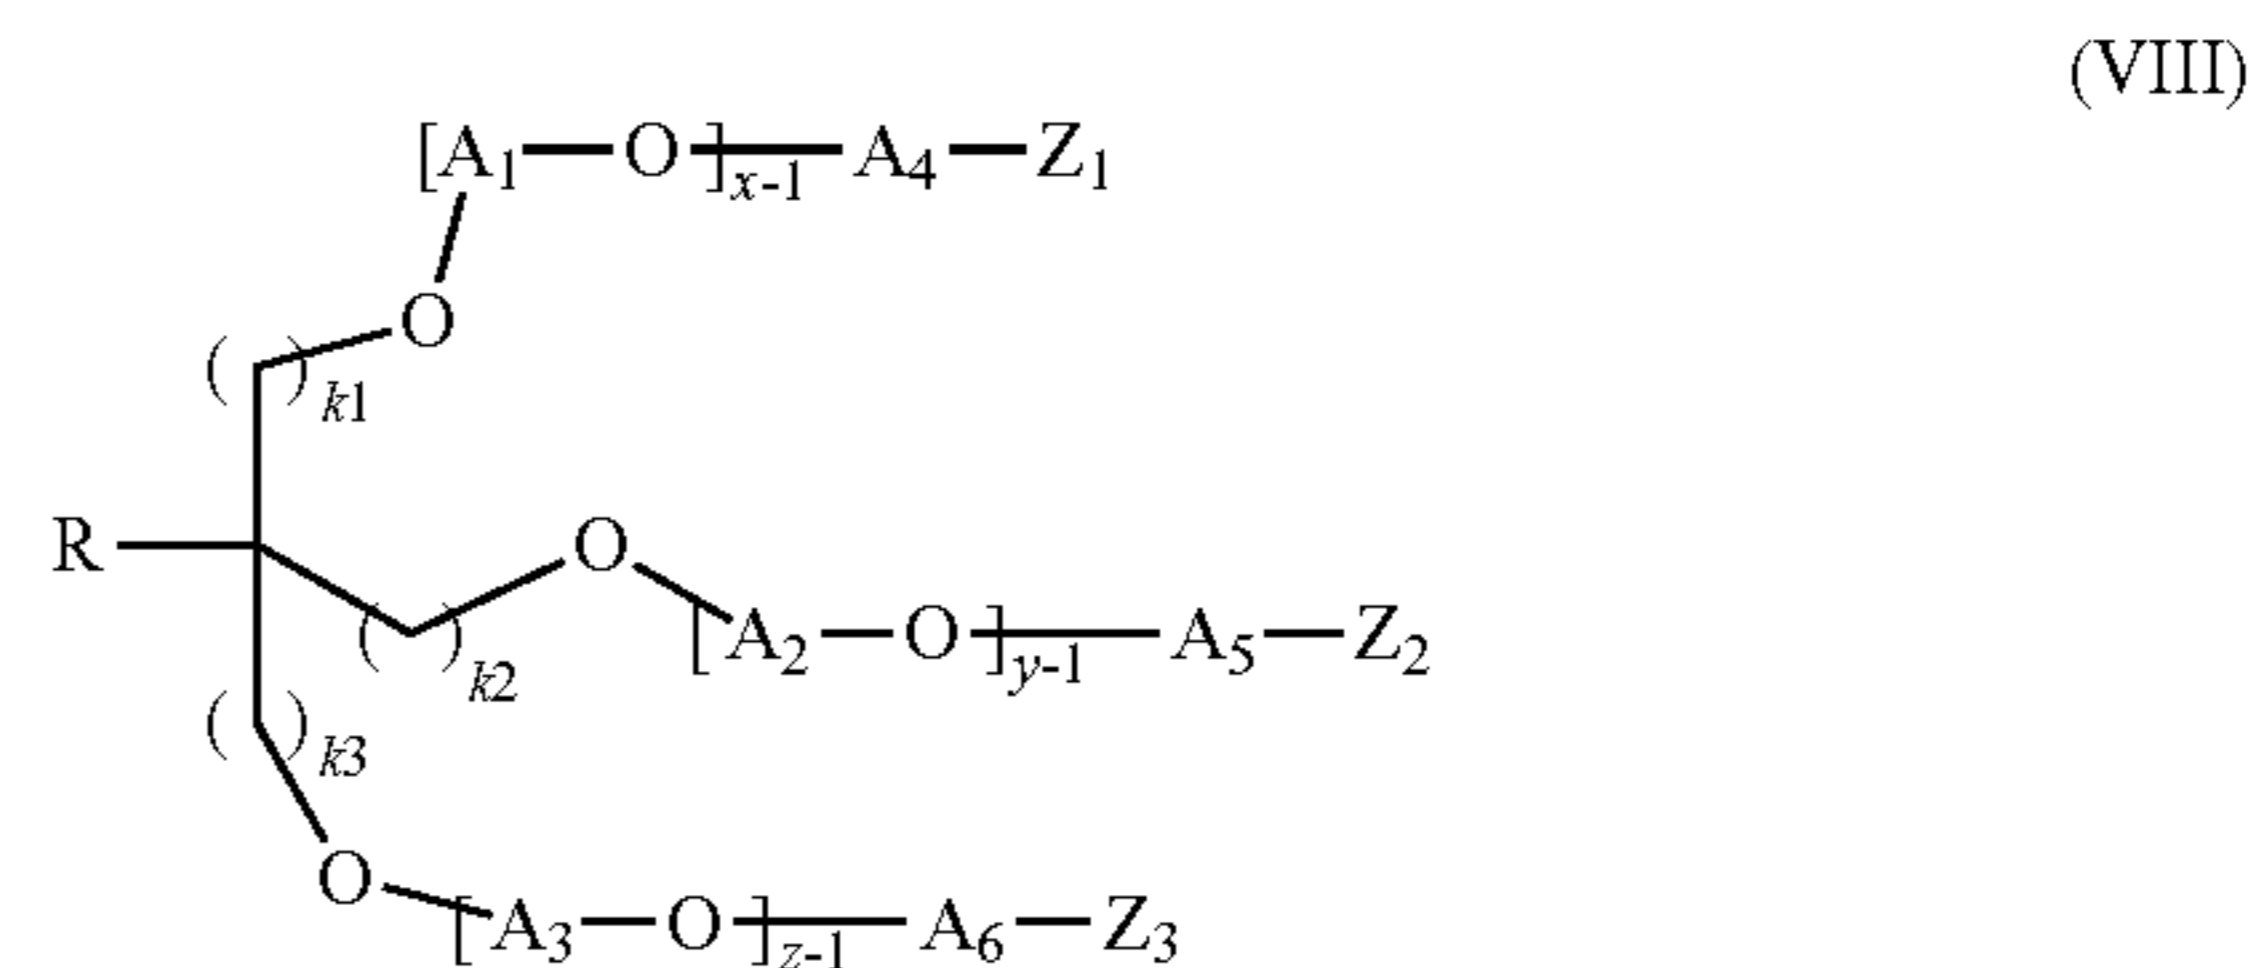 (VIII)
[A1—O]x-1—A4—Z1
O
( )k1
R
O
( )k2
[A2—O]y-1—A5—Z2
( )k3
O
[A3—O]z-1—A6—Z3